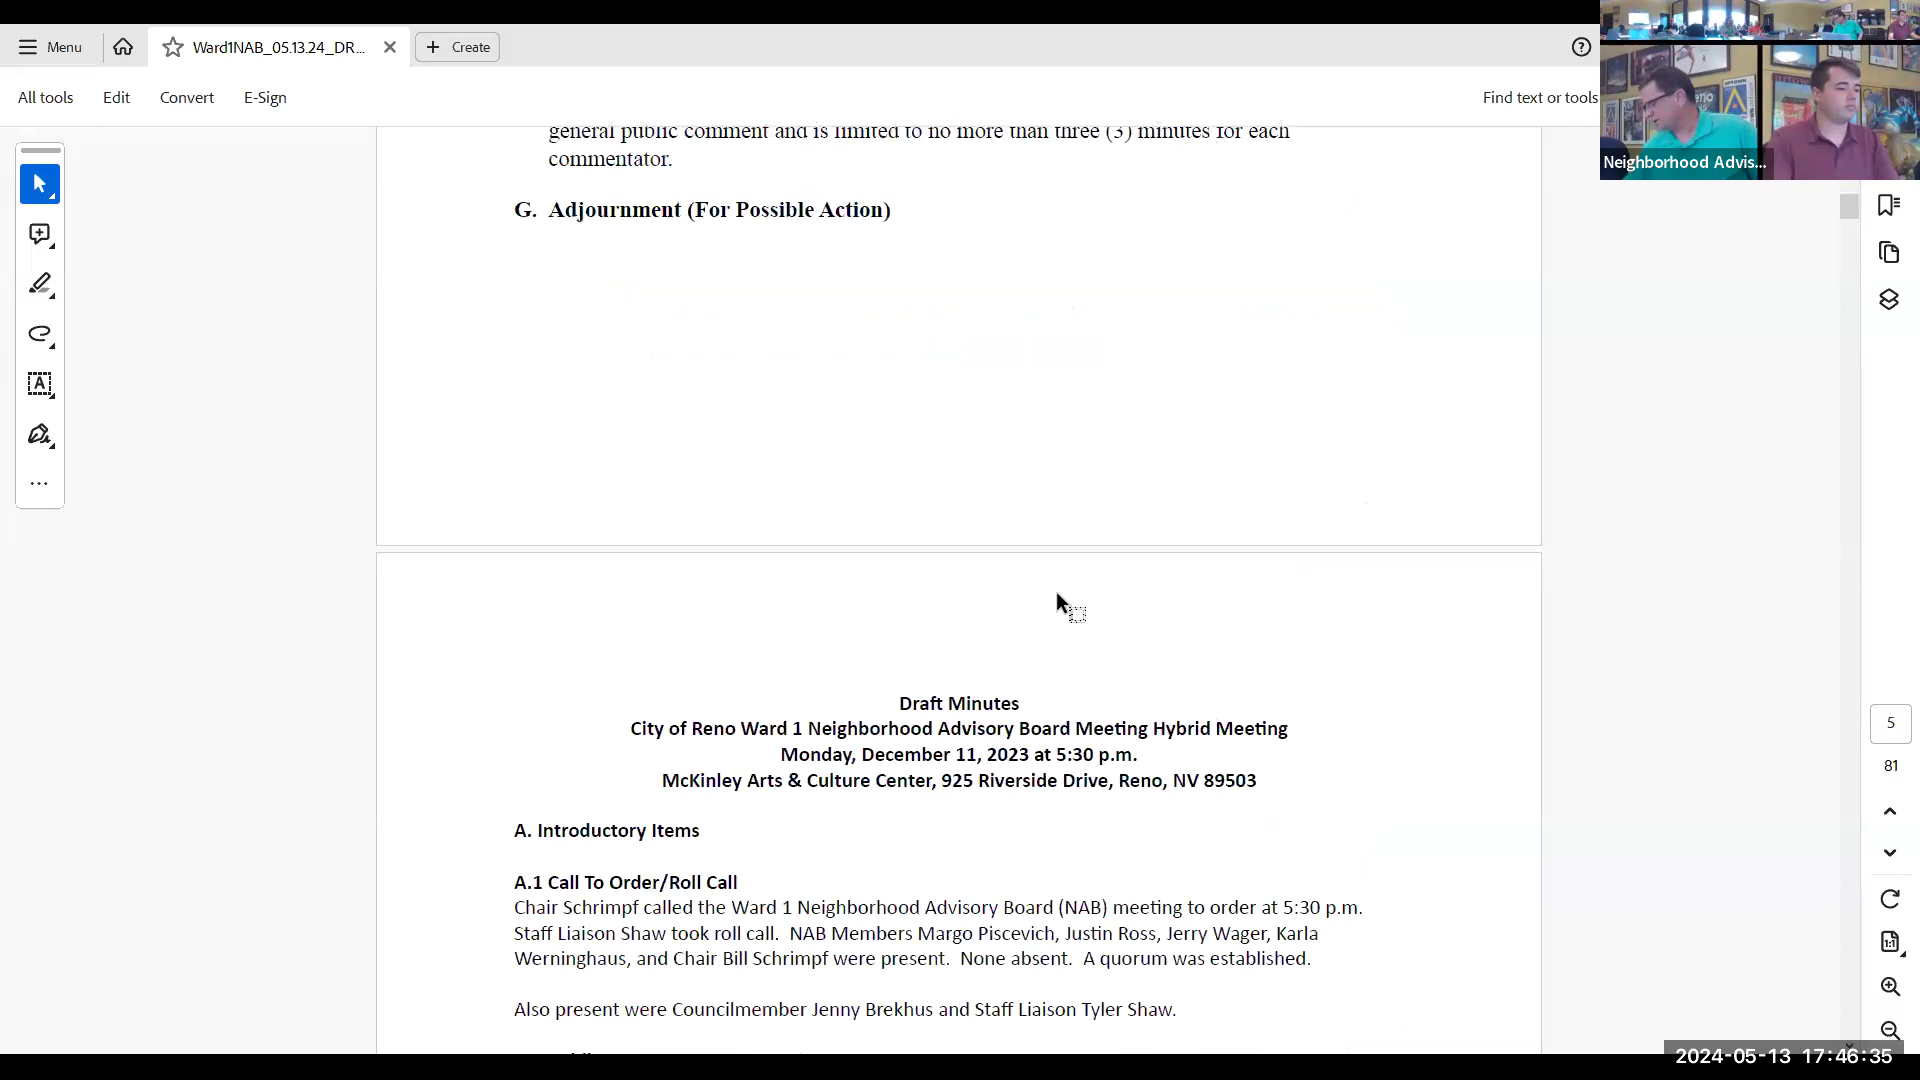 Menu
Ward1NAB_05.13.24_DR...
Create
All tools
Edit
Convert
E-Sign
Find text or tools
Neighborhood Advis...
general public comment and is limited to no more than three (3) minutes for each
commentator.
G. Adjournment (For Possible Action)
Draft Minutes
City of Reno Ward 1 Neighborhood Advisory Board Meeting Hybrid Meeting
Monday, December 11, 2023 at 5:30 p.m.
McKinley Arts & Culture Center, 925 Riverside Drive, Reno, NV 89503
A. Introductory Items
A.1 Call To Order/Roll Call
Chair Schrimpf called the Ward 1 Neighborhood Advisory Board (NAB) meeting to order at 5:30 p.m.
Staff Liaison Shaw took roll call. NAB Members Margo Piscevich, Justin Ross, Jerry Wager, Karla
Werninghaus, and Chair Bill Schrimpf were present. None absent. A quorum was established.
Also present were Councilmember Jenny Brekhus and Staff Liaison Tyler Shaw.
5
81
2024-05-13 17:46:35